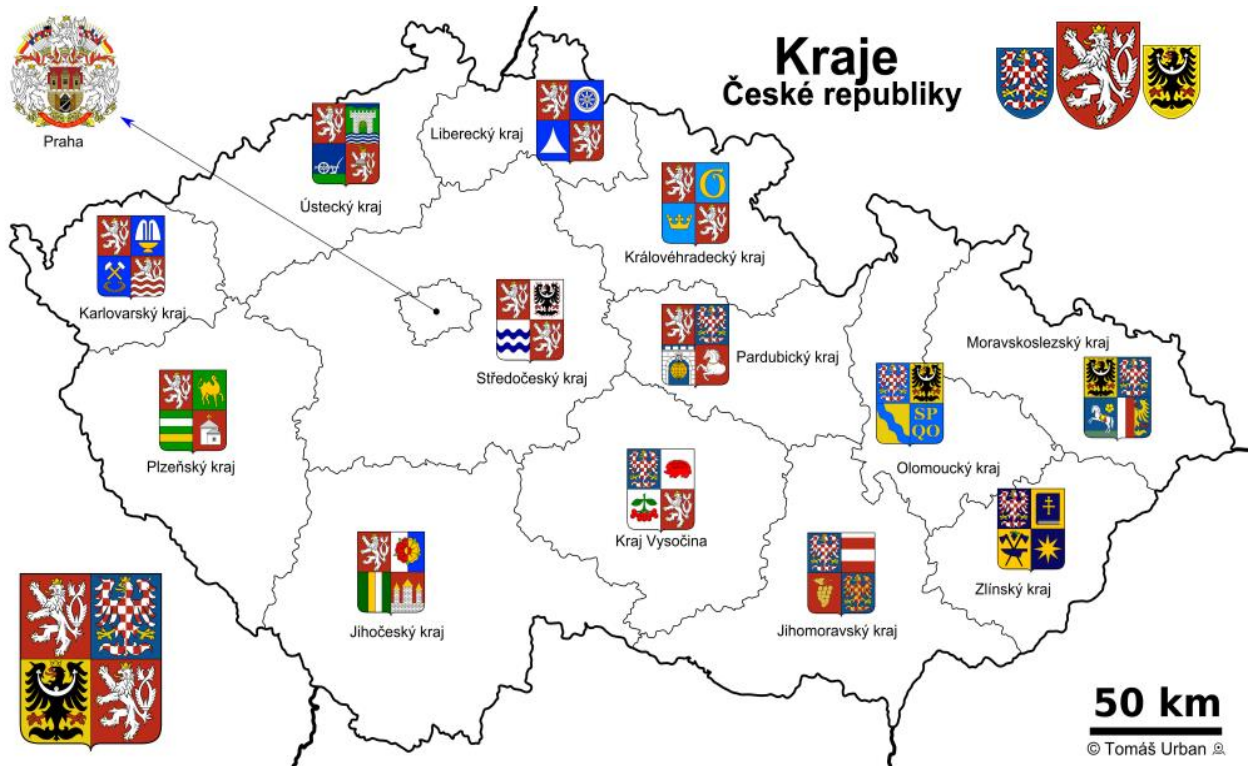 Kraje
České republiky
Praha
Liberecký kraj
Ústecký kraj
Královéhradecký kraj
Karlovarský kraj
Středočeský kraj
Pardubický kraj
Moravskoslezský kraj
Plzeňský kraj
Olomoucký kraj
SP
QO
Kraj Vysočina
Zlínský kraj
Jihočeský kraj
Jihomoravský kraj
50 km
© Tomáš Urban